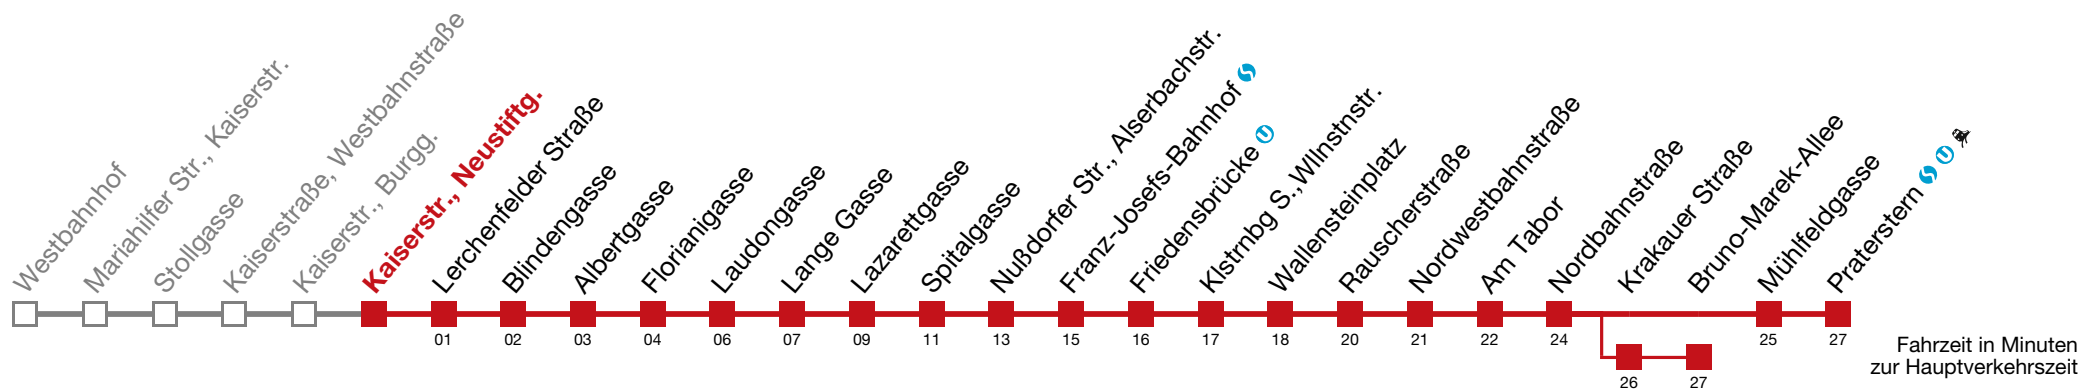 Westbahnhof
Mariahilfer Str., Kaiserstr.
Stollgasse
Kaiserstraße, Westbahnstraße
Kaiserstr., Burgg.
Kaiserstr., Neustiftg.
Lerchenfelder Straße
Blindengasse
Albertgasse
Florianigasse
Laudongasse
Lange Gasse
Lazarettgasse
Spitalgasse
Nußdorfer Str., Alserbachstr.
Franz-Josefs-Bahnhof S
Friedensbrücke U
Klstrnbg S.,Wllnstnstr.
Wallensteinplatz
Rauscherstraße
Nordwestbahnstraße
Am Tabor
Nordbahnstraße
Krakauer Straße
Bruno-Marek-Allee
Mühlfeldgasse
Praterstern S U
01 02 03 04 06 07 09 11 13 15 16 17 18 20 21 22 24 25 27
26 27
Fahrzeit in Minuten
zur Hauptverkehrszeit